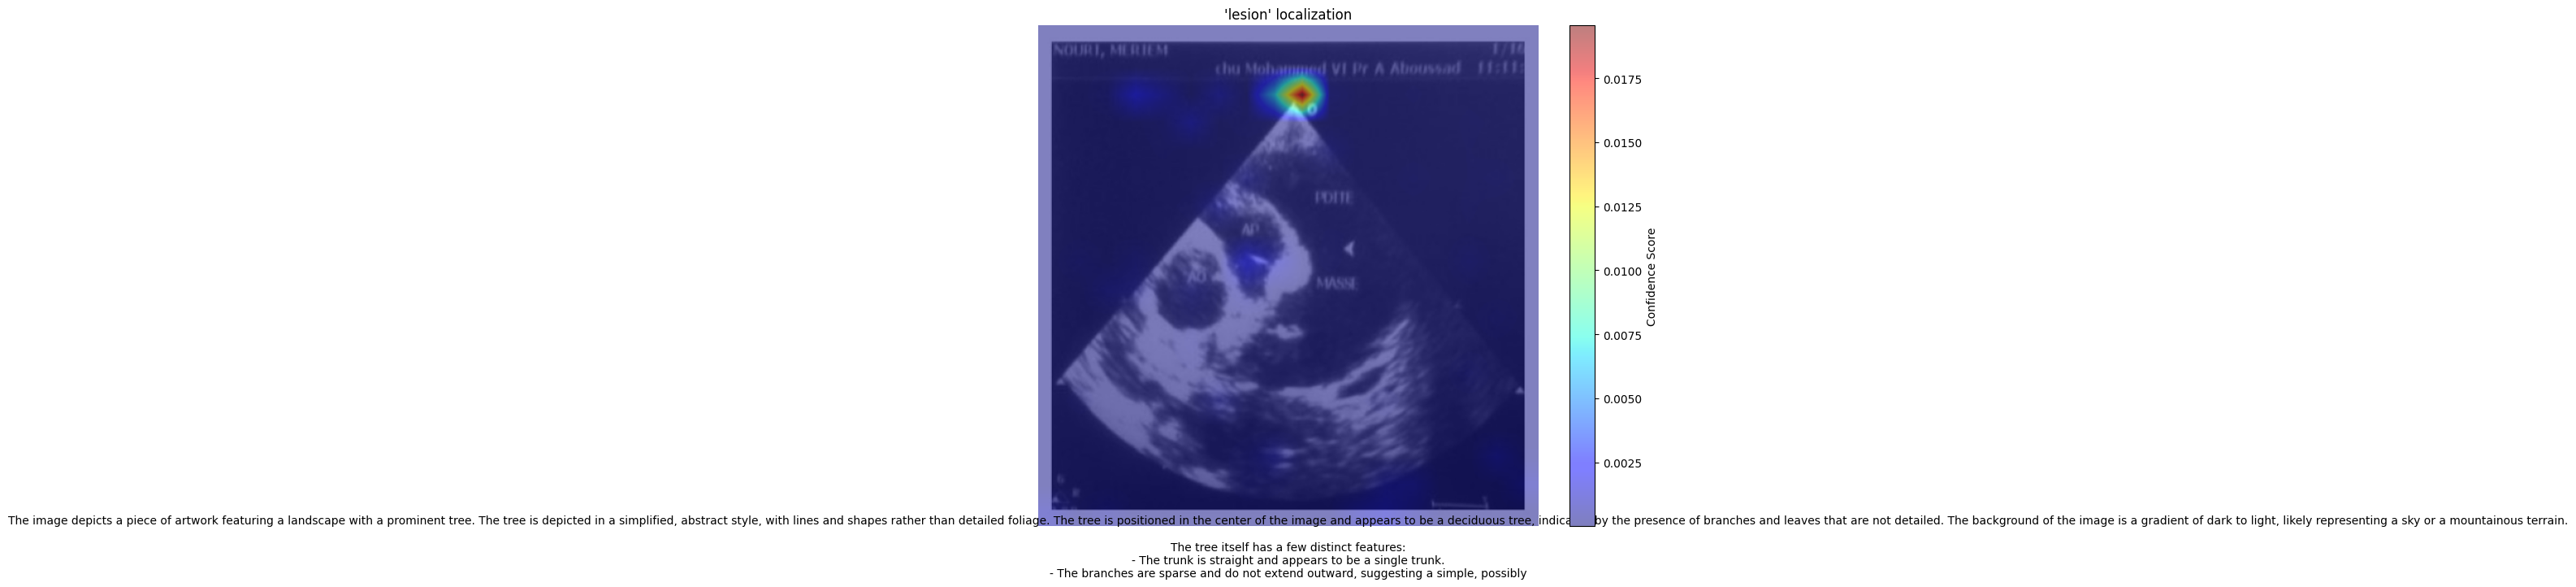 'lesion' localization
NOURI, MERIEM
chu Mohammed VI Pr A Aboussad 11:11:
PDITE
AP
AO
MASSE
0.0175
0.0150
0.0125
0.0100
0.0075
0.0050
0.0025
Confidence Score
The image depicts a piece of artwork featuring a landscape with a prominent tree. The tree is depicted in a simplified, abstract style, with lines and shapes rather than detailed foliage. The tree is positioned in the center of the image and appears to be a deciduous tree, by the presence of branches and leaves that are not detailed. The background of the image is a gradient of dark to light, likely representing a sky or a mountainous terrain.
The tree itself has a few distinct features:
- The trunk is straight and appears to be a single trunk.
- The branches are sparse and do not extend outward, suggesting a simple, possibly